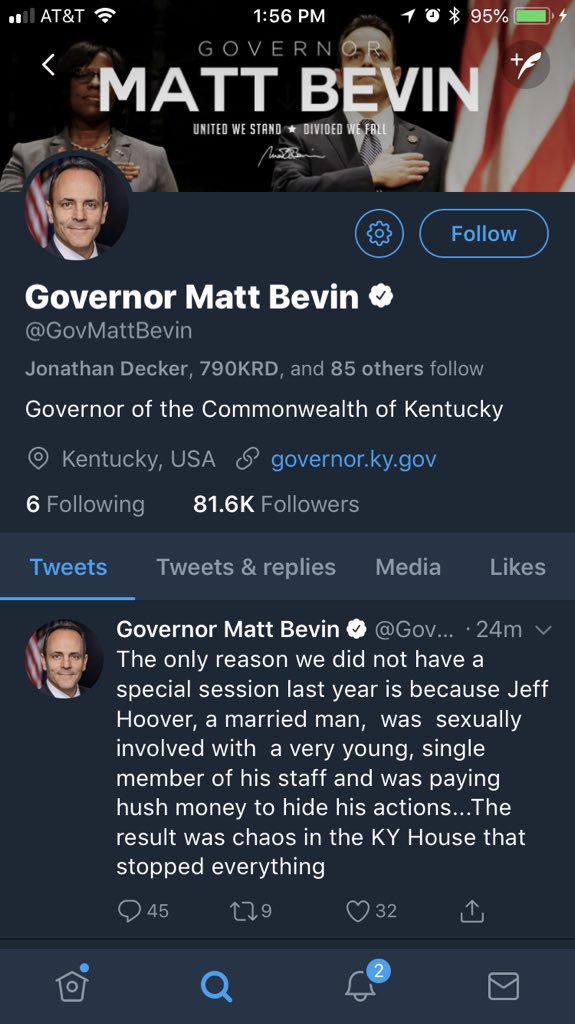 AT&T 1:56 PM 95%
GOVERNOR
MATT BEVIN
UNITED WE STAND ★ DIVIDED WE FALL
Follow
Governor Matt Bevin
@GovMattBevin
Jonathan Decker, 790KRD, and 85 others follow
Governor of the Commonwealth of Kentucky
Kentucky, USA governor.ky.gov
6 Following 81.6K Followers
Tweets Tweets & replies Media Likes
Governor Matt Bevin @Gov... · 24m
The only reason we did not have a
special session last year is because Jeff
Hoover, a married man, was sexually
involved with a very young, single
member of his staff and was paying
hush money to hide his actions...The
result was chaos in the KY House that
stopped everything
45 9 32
2